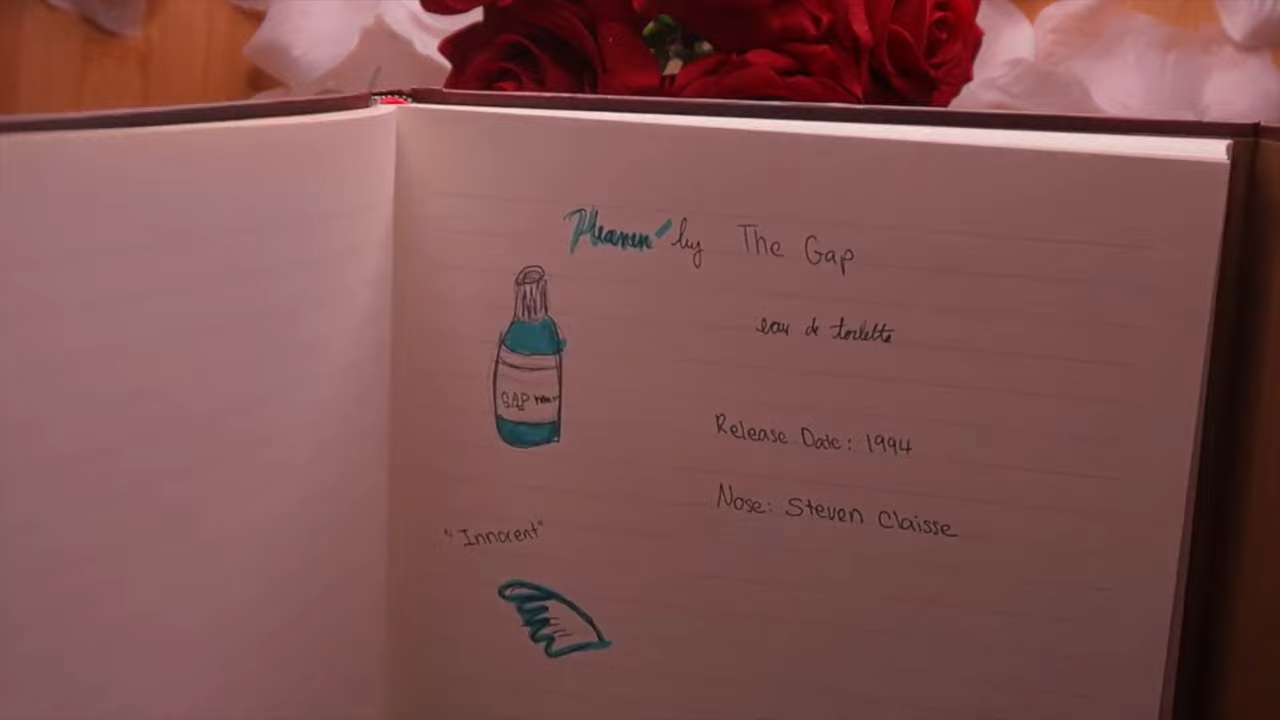 Heaven by The Gap
eau de toilette
GAP
Release Date: 1994
Nose: Steven Claisse
"Innocent"